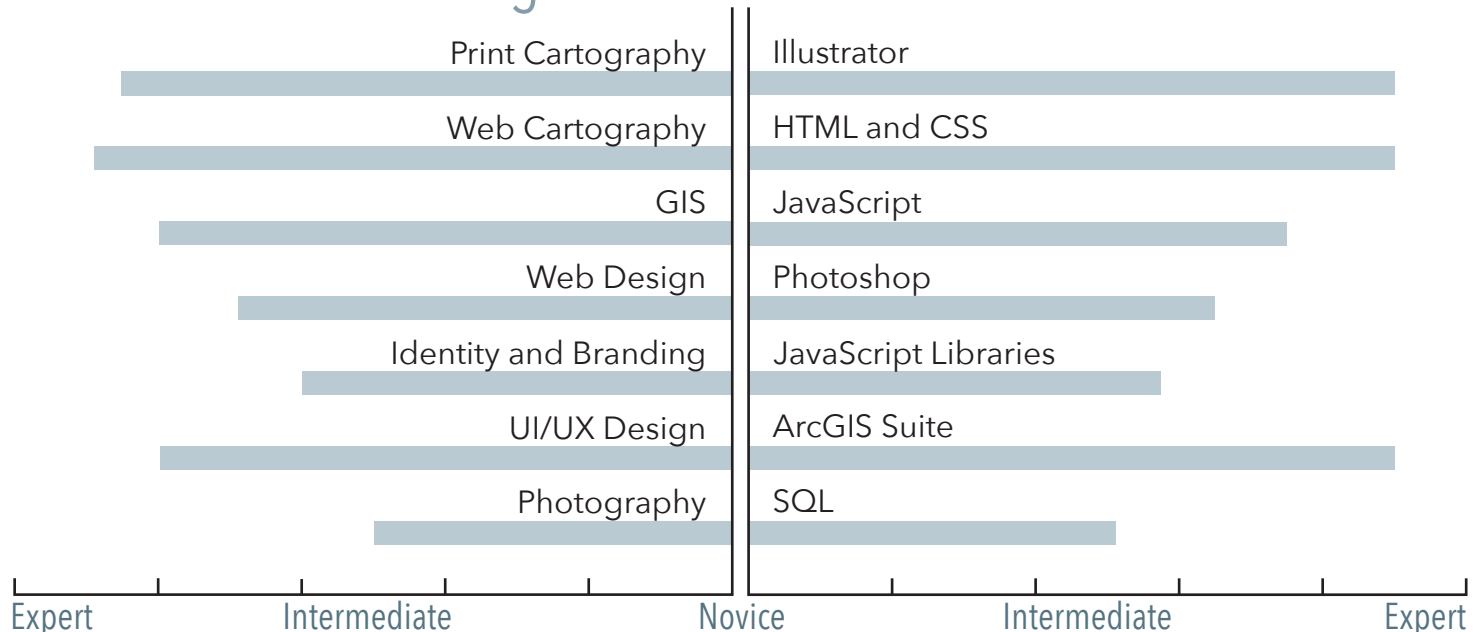 Print Cartography
Web Cartography
GIS
Web Design
Identity and Branding
UI/UX Design
Photography
Illustrator
HTML and CSS
JavaScript
Photoshop
JavaScript Libraries
ArcGIS Suite
SQL
Expert Intermediate Novice Intermediate Expert